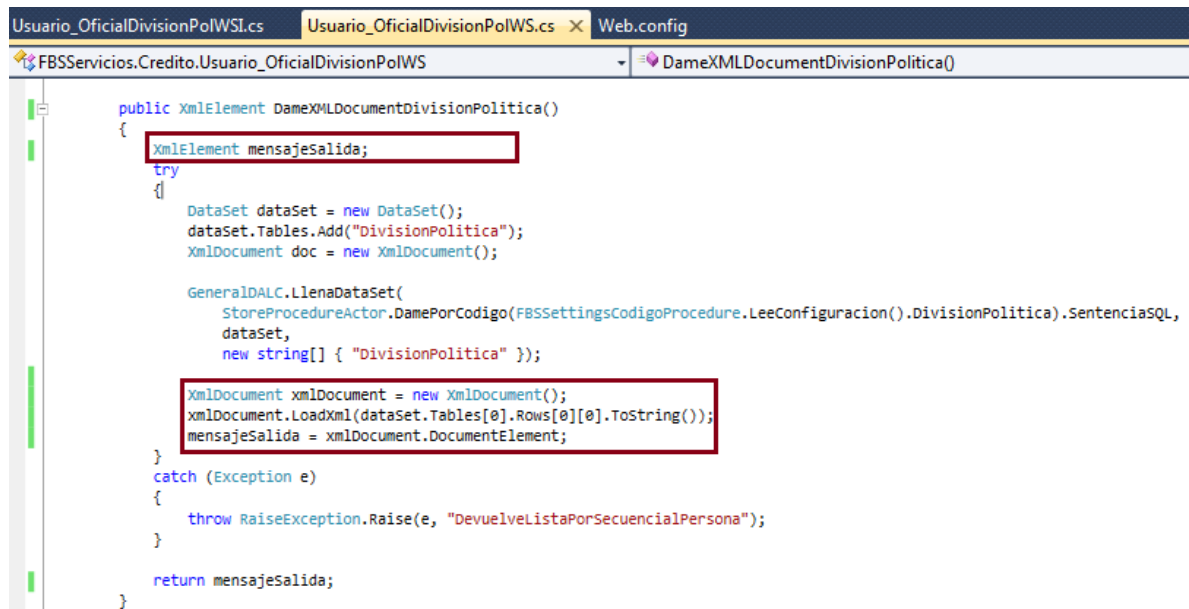 Usuario_OficialDivisionPolWSI.cs Usuario_OficialDivisionPolWS.cs Web.config
FBSServicios.Credito.Usuario_OficialDivisionPolWS DameXMLDocumentDivisionPolitica()
public XmlElement DameXMLDocumentDivisionPolitica()
{
XmlElement mensajeSalida;
try
{
DataSet dataSet = new DataSet();
dataSet.Tables.Add("DivisionPolitica");
XmlDocument doc = new XmlDocument();
GeneralDALC.LlenaDataSet(
StoreProcedureActor.DamePorCodigo(FBSSettingsCodigoProcedure.LeeConfiguracion().DivisionPolitica).SentenciaSQL,
dataSet,
new string[] { "DivisionPolitica" });
XmlDocument xmlDocument = new XmlDocument();
xmlDocument.LoadXml(dataSet.Tables[0].Rows[0][0].ToString());
mensajeSalida = xmlDocument.DocumentElement;
}
catch (Exception e)
{
throw RaiseException.Raise(e, "DevuelveListaPorSecuencialPersona");
}
return mensajeSalida;
}